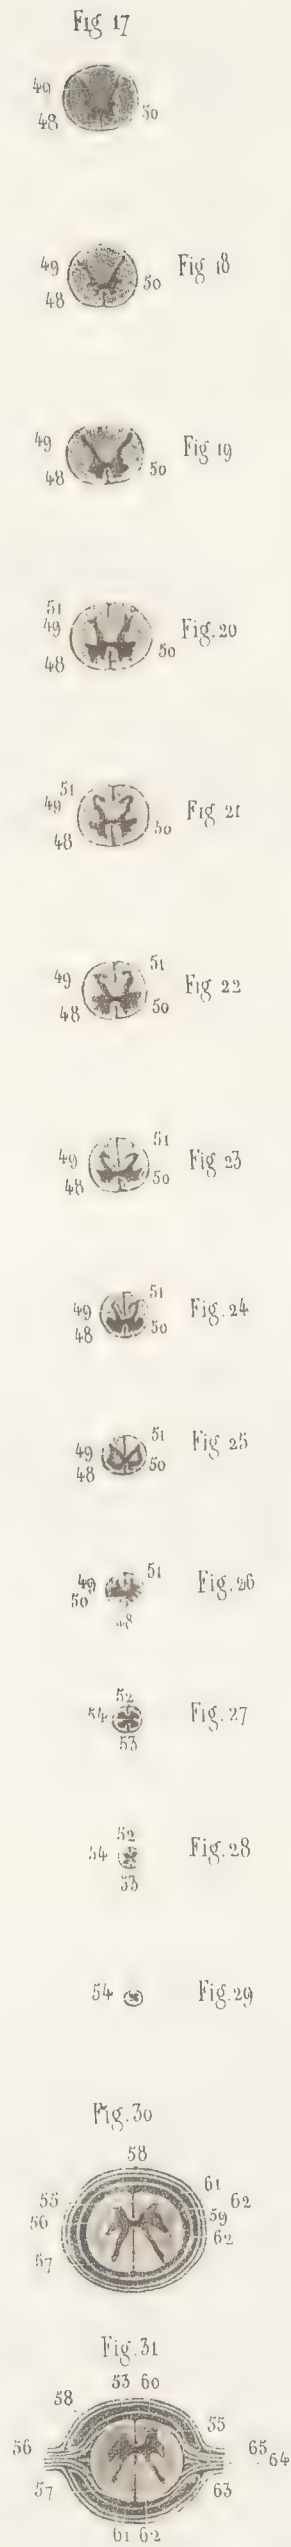 Fig 17
49
48 50
49 Fig 18
48 50
49 Fig 19
48 50
51
49 Fig.20
48 50
51
49 Fig 21
48 50
49 51 Fig 22
48 50
49 51 Fig 23
48 50
49 51 Fig.24
48 50
49 51 Fig 25
48 50
49 51 Fig.26
50
48
52
54 Fig.27
53
52
54 Fig.28
53
54 Fig.29
Fig.30
58
55 61 62
56 59
57 62
Fig.31
58 53 60
55
56 65 64
57 63
61 62